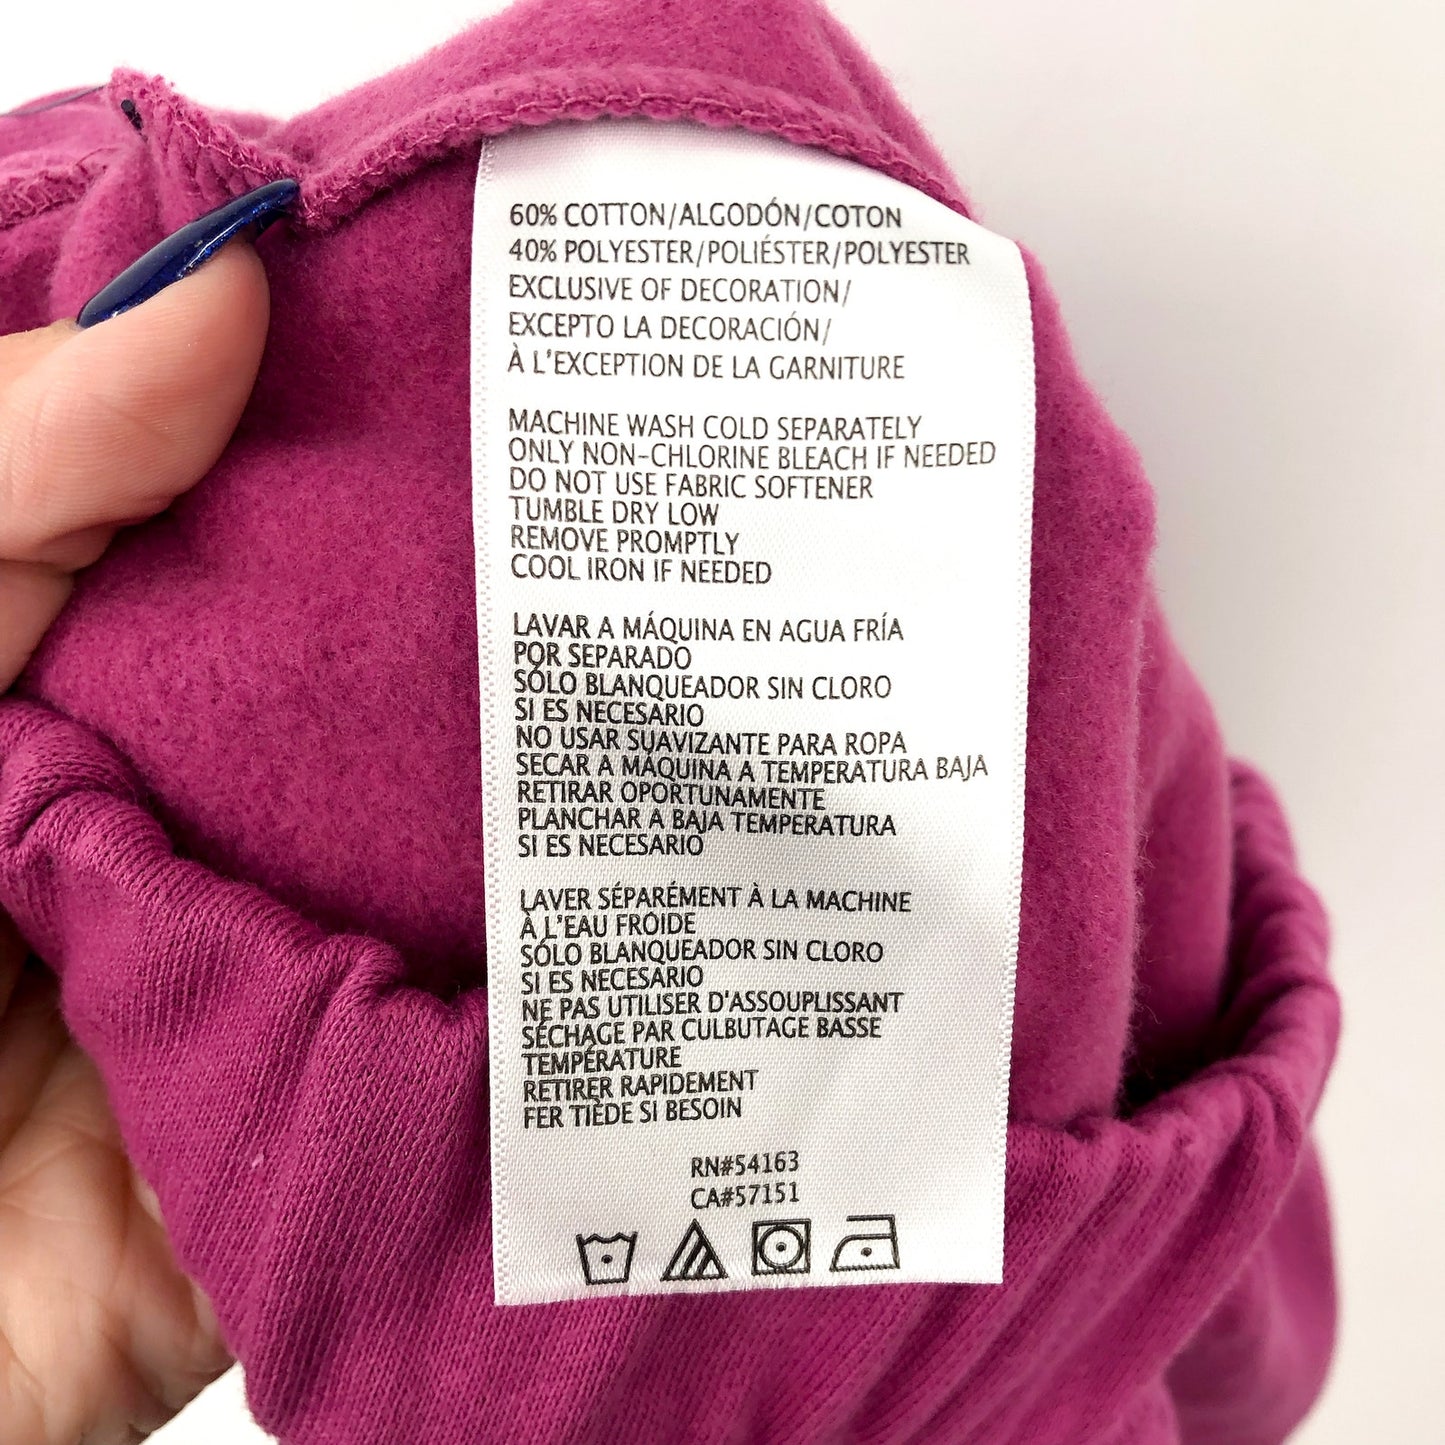 60% COTTON/ALGODÓN/COTON
40% POLYESTER/POLIÉSTER/POLYESTER
EXCLUSIVE OF DECORATION/
EXCEPTO LA DECORACIÓN/
À L'EXCEPTION DE LA GARNITURE
MACHINE WASH COLD SEPARATELY
ONLY NON-CHLORINE BLEACH IF NEEDED
DO NOT USE FABRIC SOFTENER
TUMBLE DRY LOW
REMOVE PROMPTLY
COOL IRON IF NEEDED
LAVAR A MÁQUINA EN AGUA FRÍA
POR SEPARADO
SÓLO BLANQUEADOR SIN CLORO
SI ES NECESARIO
NO USAR SUAVIZANTE PARA ROPA
SECAR A MÁQUINA A TEMPERATURA BAJA
RETIRAR OPORTUNAMENTE
PLANCHAR A BAJA TEMPERATURA
SI ES NECESARIO
LAVER SÉPARÉMENT À LA MACHINE
À L'EAU FROIDE
SÓLO BLANQUEADOR SIN CLORO
SI ES NECESARIO
NE PAS UTILISER D'ASSOUPLISSANT
SÉCHAGE PAR CULBUTAGE BASSE
TEMPÉRATURE
RETIRER RAPIDEMENT
FER TIÈDE SI BESOIN
RN#54163
CA#57151